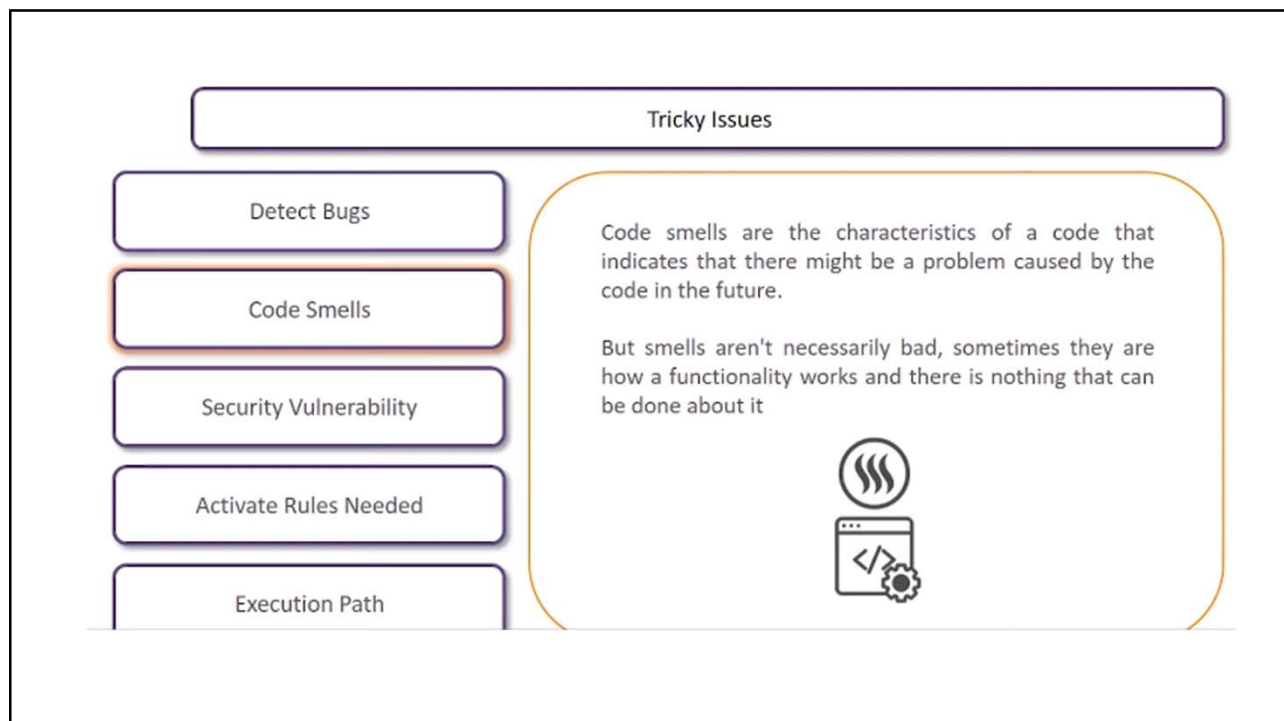 Tricky Issues
Detect Bugs
Code Smells
Security Vulnerability
Activate Rules Needed
Execution Path
Code smells are the characteristics of a code that
indicates that there might be a problem caused by the
code in the future.
But smells aren't necessarily bad, sometimes they are
how a functionality works and there is nothing that can
be done about it